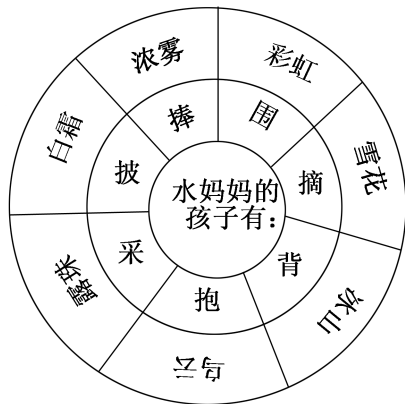 水妈妈的
孩子有：
浓雾
彩虹
雪花
冰山
乌云
露珠
白霜
捧
围
摘
背
抱
采
披